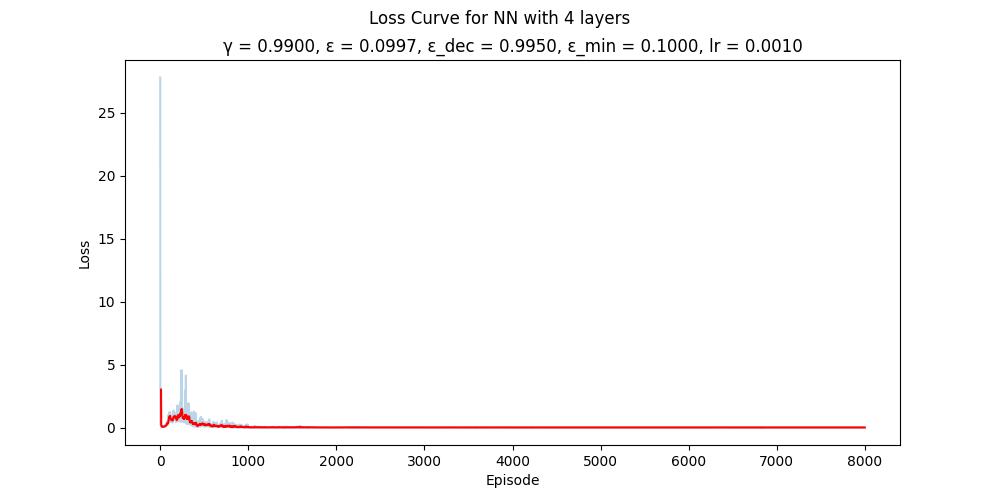 Loss Curve for NN with 4 layers
γ = 0.9900, ε = 0.0997, ε_dec = 0.9950, ε_min = 0.1000, lr = 0.0010
25
20
15
10
5
0
Loss
0 1000 2000 3000 4000 5000 6000 7000 8000
Episode